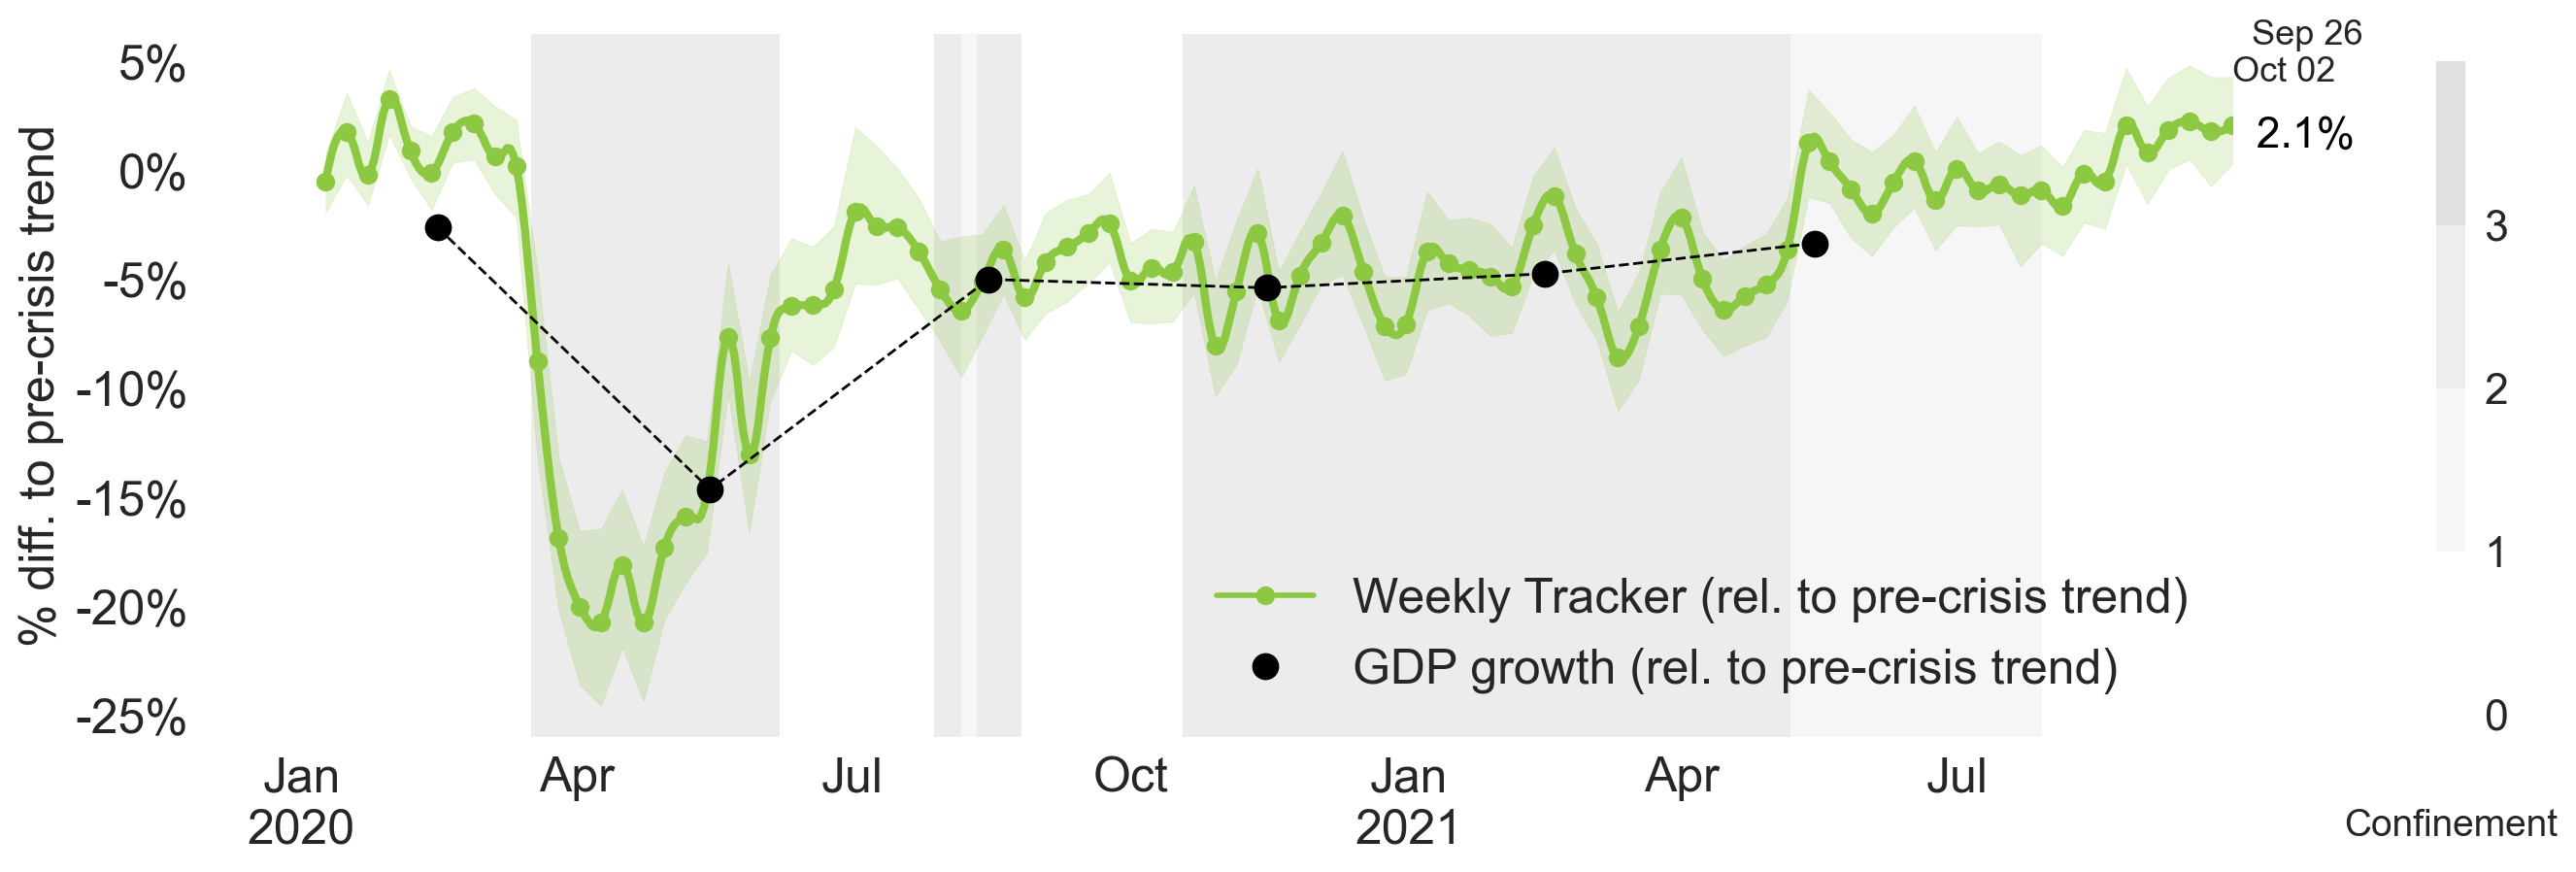 % diff. to pre-crisis trend
5%
0%
-5%
-10%
-15%
-20%
-25%
Jan
2020
Apr
Jul
Oct
Jan
2021
Apr
Jul
Sep 26
Oct 02
2.1%
Weekly Tracker (rel. to pre-crisis trend)
GDP growth (rel. to pre-crisis trend)
3
2
1
0
Confinement